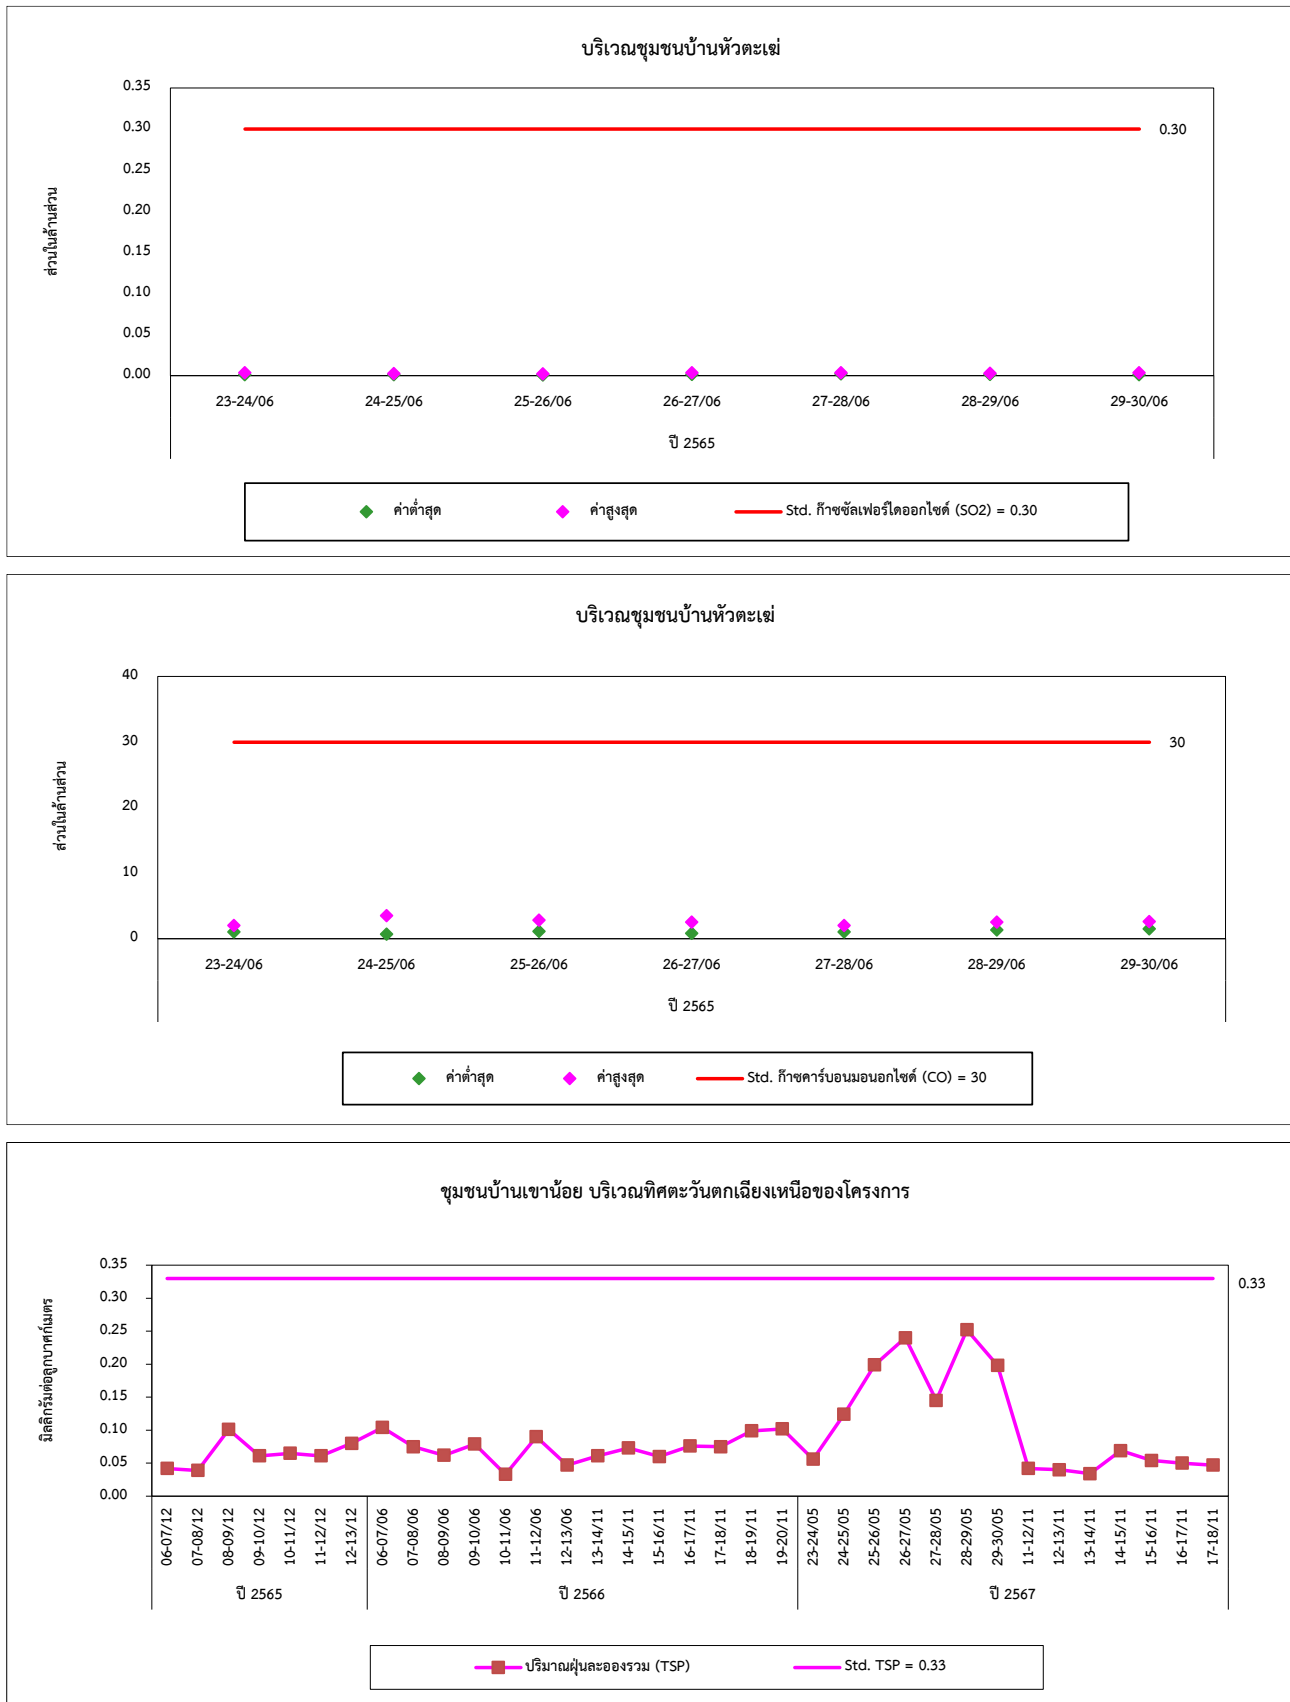 บริเวณชุมชนบ้านหัวตะเฆ่
ส่วนในล้านส่วน
0.35
0.30
0.25
0.20
0.15
0.10
0.05
0.00
0.30
23-24/06 24-25/06 25-26/06 26-27/06 27-28/06 28-29/06 29-30/06
ปี 2565
ค่าต่ำสุด ค่าสูงสุด Std. ก๊าซซัลเฟอร์ไดออกไซด์ (SO2) = 0.30
บริเวณชุมชนบ้านหัวตะเฆ่
ส่วนในล้านส่วน
40
30
20
10
0
30
23-24/06 24-25/06 25-26/06 26-27/06 27-28/06 28-29/06 29-30/06
ปี 2565
ค่าต่ำสุด ค่าสูงสุด Std. ก๊าซคาร์บอนมอนอกไซด์ (CO) = 30
ชุมชนบ้านเขาน้อย บริเวณทิศตะวันตกเฉียงเหนือของโครงการ
มิลลิกรัมต่อลูกบาศก์เมตร
0.35
0.30
0.25
0.20
0.15
0.10
0.05
0.00
0.33
06-07/12 07-08/12 08-09/12 09-10/12 10-11/12 11-12/12 12-13/12 06-07/06 07-08/06 08-09/06 09-10/06 10-11/06 11-12/06 12-13/06 13-14/11 14-15/11 15-16/11 16-17/11 17-18/11 18-19/11 19-20/11 23-24/05 24-25/05 25-26/05 26-27/05 27-28/05 28-29/05 29-30/05 11-12/11 12-13/11 13-14/11 14-15/11 15-16/11 16-17/11 17-18/11
ปี 2565 ปี 2566 ปี 2567
ปริมาณฝุ่นละอองรวม (TSP) Std. TSP = 0.33